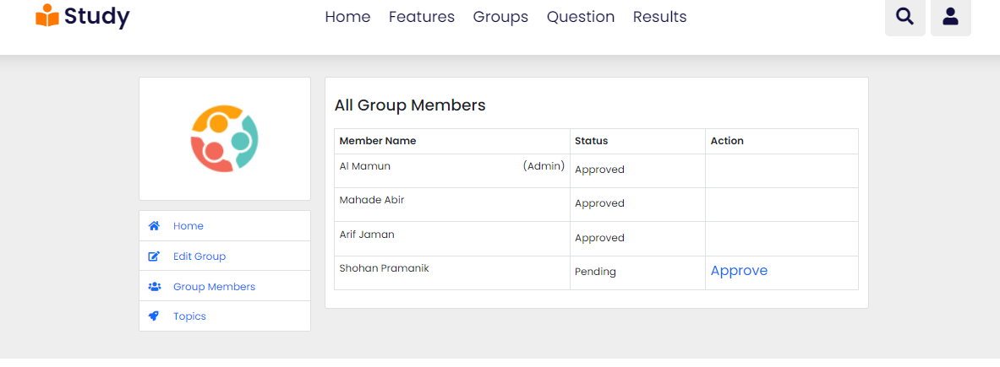 Study
Home Features Groups Question Results
All Group Members
Member Name Status Action
Al Mamun (Admin) Approved
Mahade Abir Approved
Arif Jaman Approved
Shohan Pramanik Pending Approve
Home
Edit Group
Group Members
Topics